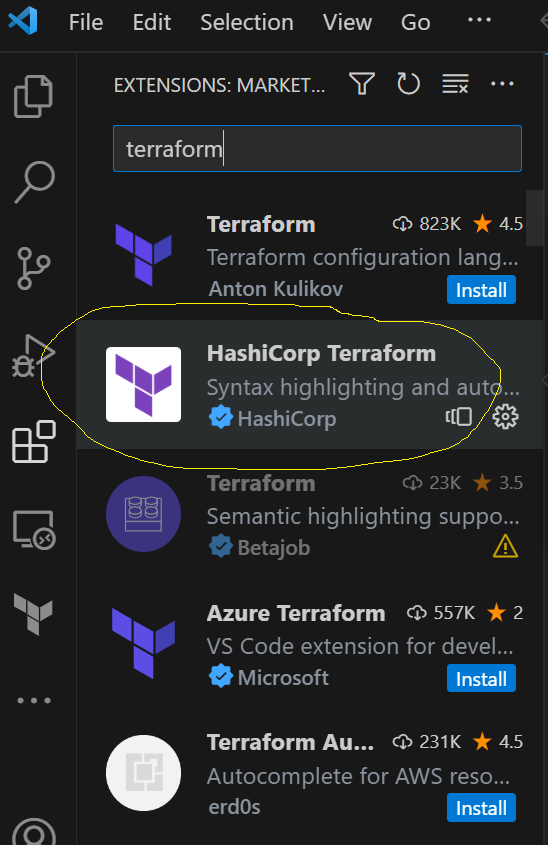 File Edit Selection View Go ...
EXTENSIONS: MARKET...
terraform
Terraform 823K 4.5
Terraform configuration lang...
Anton Kulikov Install
HashiCorp Terraform
Syntax highlighting and auto...
HashiCorp
Terraform 23K 3.5
Semantic highlighting suppo...
Betajob
Azure Terraform 557K 2
VS Code extension for devel...
Microsoft Install
Terraform Au... 231K 4.5
Autocomplete for AWS reso...
erd0s Install